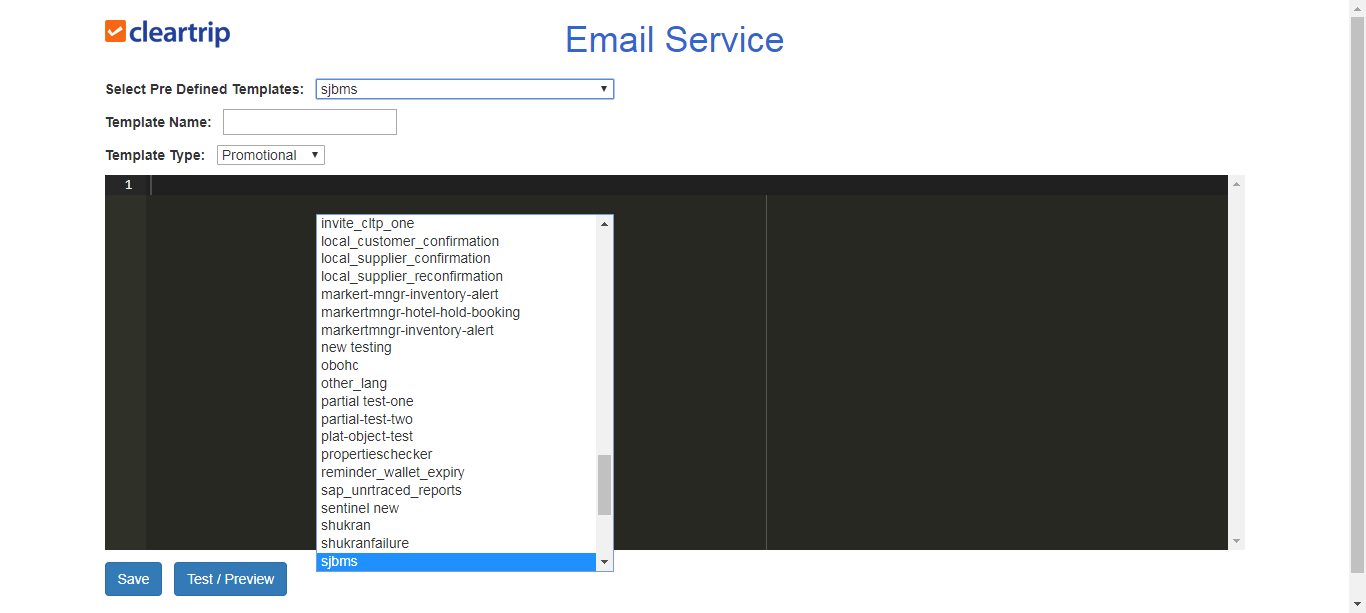 cleartrip
Email Service
Select Pre Defined Templates: sjbms
Template Name:
Template Type: Promotional
1
invite_cltp_one
local_customer_confirmation
local_supplier_confirmation
local_supplier_reconfirmation
markert-mngr-inventory-alert
markertmngr-hotel-hold-booking
markertmngr-inventory-alert
new testing
obohc
other_lang
partial test-one
partial-test-two
plat-object-test
propertieschecker
reminder_wallet_expiry
sap_unrtraced_reports
sentinel new
shukran
shukranfailure
sjbms
Save Test / Preview